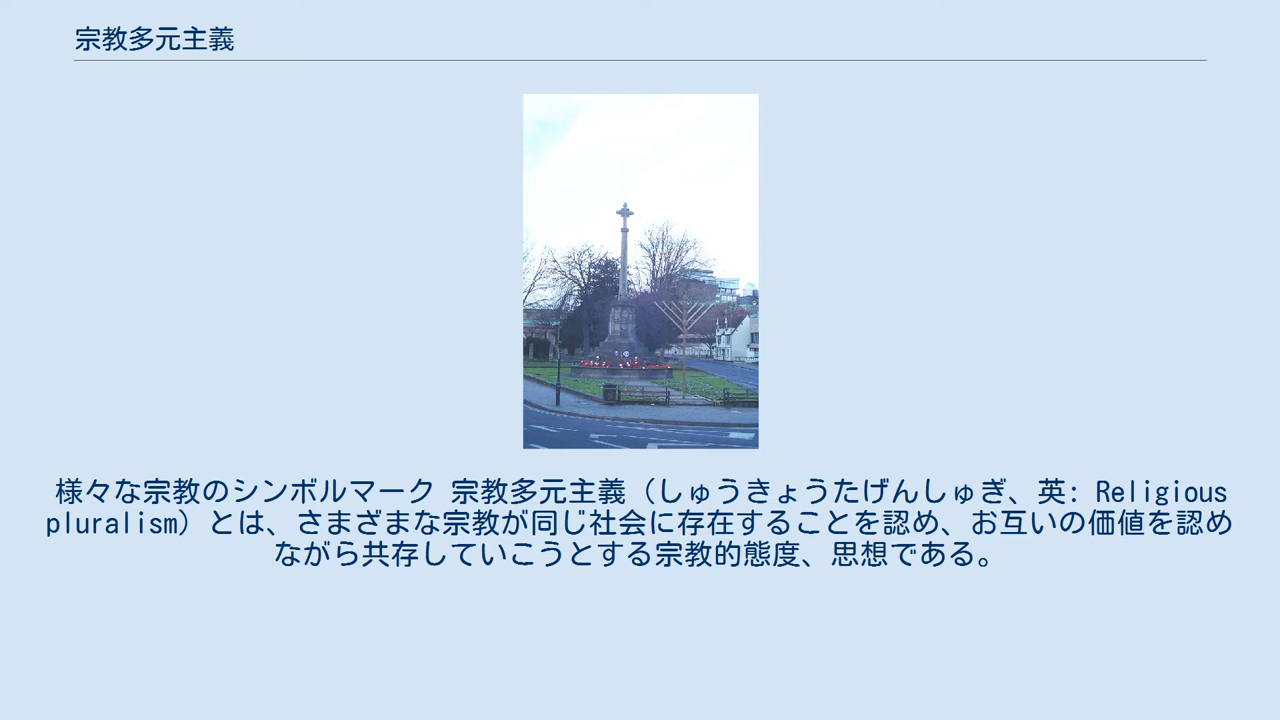 宗教多元主義
様々な宗教のシンボルマーク 宗教多元主義（しゅうきょうたげんしゅぎ、英: Religious
pluralism）とは、さまざまな宗教が同じ社会に存在することを認め、お互いの価値を認め
ながら共存していこうとする宗教的態度、思想である。